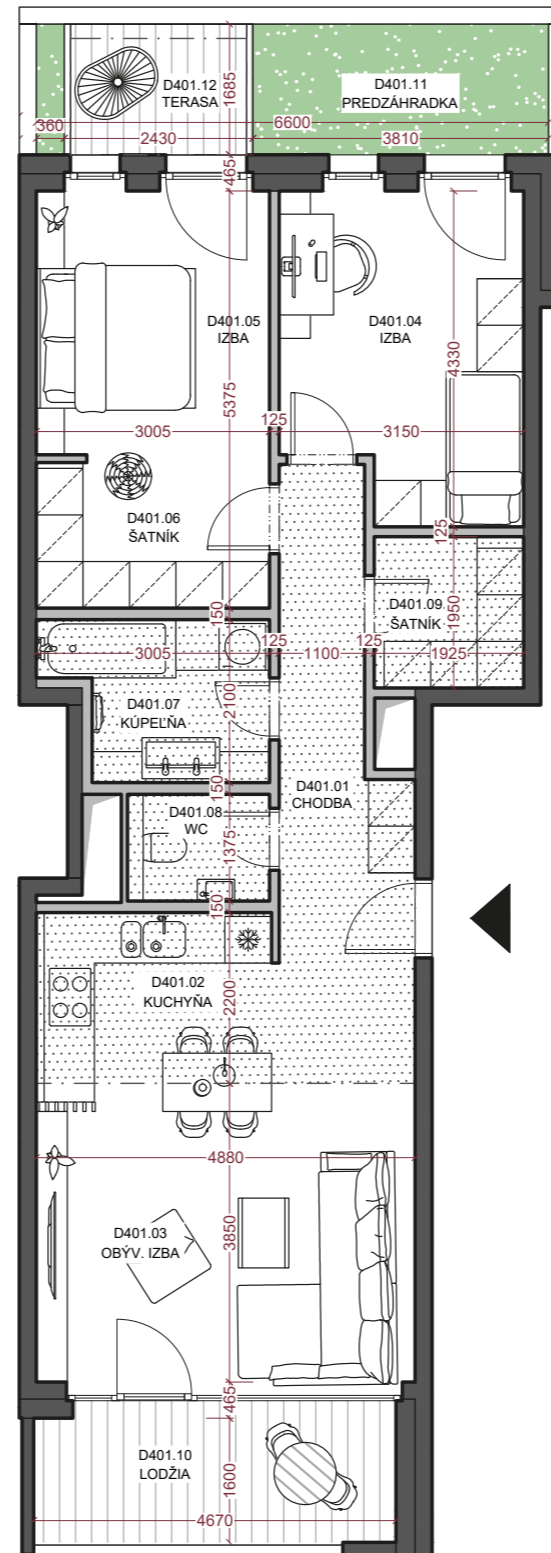 D401.12
TERASA
1685
D401.11
PREDZÁHRADKA
360
6600
2430
3810
465
D401.05
IZBA
D401.04
IZBA
5375
4330
3005
125
3150
D401.06
ŠATNÍK
125
D401.09
ŠATNÍK
1950
150
3005
125
1100
125
1925
D401.07
KÚPEĽŇA
2100
D401.01
CHODBA
150
D401.08
WC
1375
150
D401.02
KUCHYŇA
2200
4880
D401.03
OBÝV. IZBA
3850
465
D401.10
LODŽIA
1600
4670